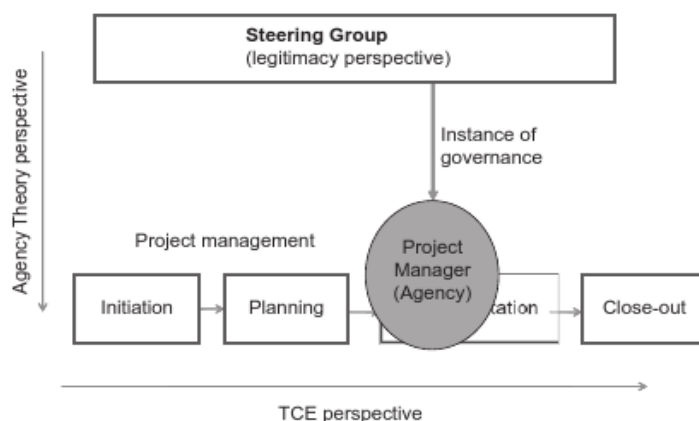 Steering Group
(legitimacy perspective)
Agency Theory perspective
Instance of
governance
Project management
Project
Manager
(Agency)
Initiation
Planning
tation
Close-out
TCE perspective